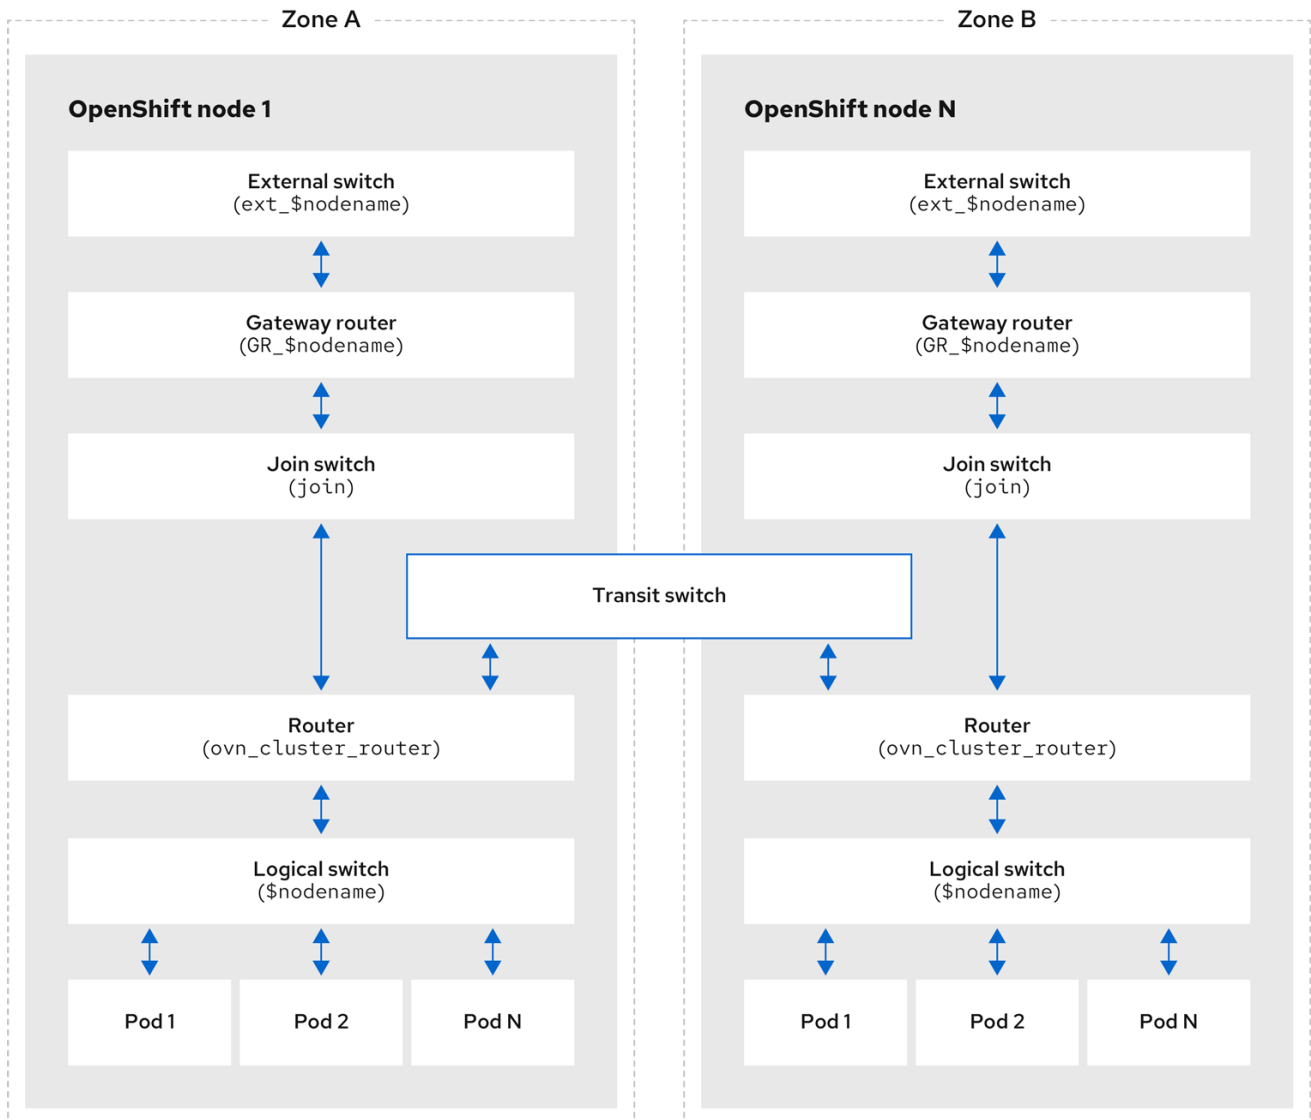 Zone A
OpenShift node 1
External switch
(ext_$nodename)
Gateway router
(GR_$nodename)
Join switch
(join)
Transit switch
Router
(ovn_cluster_router)
Logical switch
($nodename)
Pod 1
Pod 2
Pod N
Zone B
OpenShift node N
External switch
(ext_$nodename)
Gateway router
(GR_$nodename)
Join switch
(join)
Router
(ovn_cluster_router)
Logical switch
($nodename)
Pod 1
Pod 2
Pod N